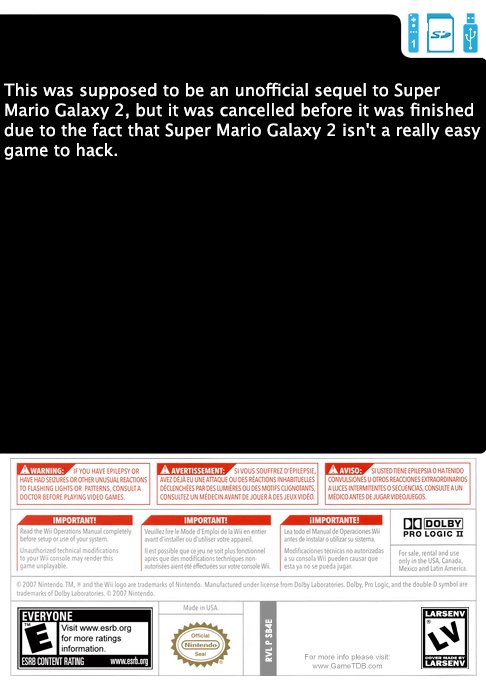 1
SD
This was supposed to be an unofficial sequel to Super
Mario Galaxy 2, but it was cancelled before it was finished
due to the fact that Super Mario Galaxy 2 isn't a really easy
game to hack.
WARNING: IF YOU HAVE EPILEPSY OR
HAVE HAD SEIZURES OR OTHER UNUSUAL REACTIONS
TO FLASHING LIGHTS OR PATTERNS, CONSULT A
DOCTOR BEFORE PLAYING VIDEO GAMES.
AVERTISSEMENT: SI VOUS SOUFFREZ D'ÉPILEPSIE,
AVEZ DÉJÀ EU UNE ATTAQUE OU DES RÉACTIONS INHABITUELLES
DÉCLENCHÉES PAR DES LUMIÈRES OU DES MOTIFS CLIGNOTANTS,
CONSULTEZ UN MÉDECIN AVANT DE JOUER À DES JEUX VIDÉO.
AVISO: SI USTED TIENE EPILEPSIA O HA TENIDO
CONVULSIONES U OTRAS REACCIONES EXTRAORDINARIOS
A LUCES INTERMITENTES O SECUENCIAS, CONSULTE A UN
MÉDICO ANTES DE JUGAR VIDEOJUEGOS.
IMPORTANT!
Read the Wii Operations Manual completely
before setup or use of your system.
Unauthorized technical modifications
to your Wii console may render this
game unplayable.
IMPORTANT!
Veuillez lire le Mode d'Emploi de la Wii en entier
avant d'installer ou d'utiliser votre appareil.
Il est possible que ce jeu ne soit plus fonctionnel
après que des modifications techniques non-
autorisées aient été effectuées sur votre console Wii.
¡IMPORTANTE!
Lea todo el Manual de Operaciones Wii
antes de instalar o utilizar su sistema.
Modificaciones técnicas no autorizadas
a su consola Wii pueden causar que
esta ya no se pueda jugar.
DOLBY
PRO LOGIC II
For sale, rental and use
only in the USA, Canada,
Mexico and Latin America.
© 2007 Nintendo. TM, ® and the Wii logo are trademarks of Nintendo. Manufactured under license from Dolby Laboratories. Dolby, Pro Logic, and the double-D symbol are
trademarks of Dolby Laboratories. © 2007 Nintendo.
EVERYONE
E
Visit www.esrb.org
for more ratings
information.
ESRB CONTENT RATING www.esrb.org
Made in USA
Official
Nintendo
Seal
RVL P SB4E
For more info please visit:
www.GameTDB.com
LARSENV
LV
COVER MADE BY
LARSENV